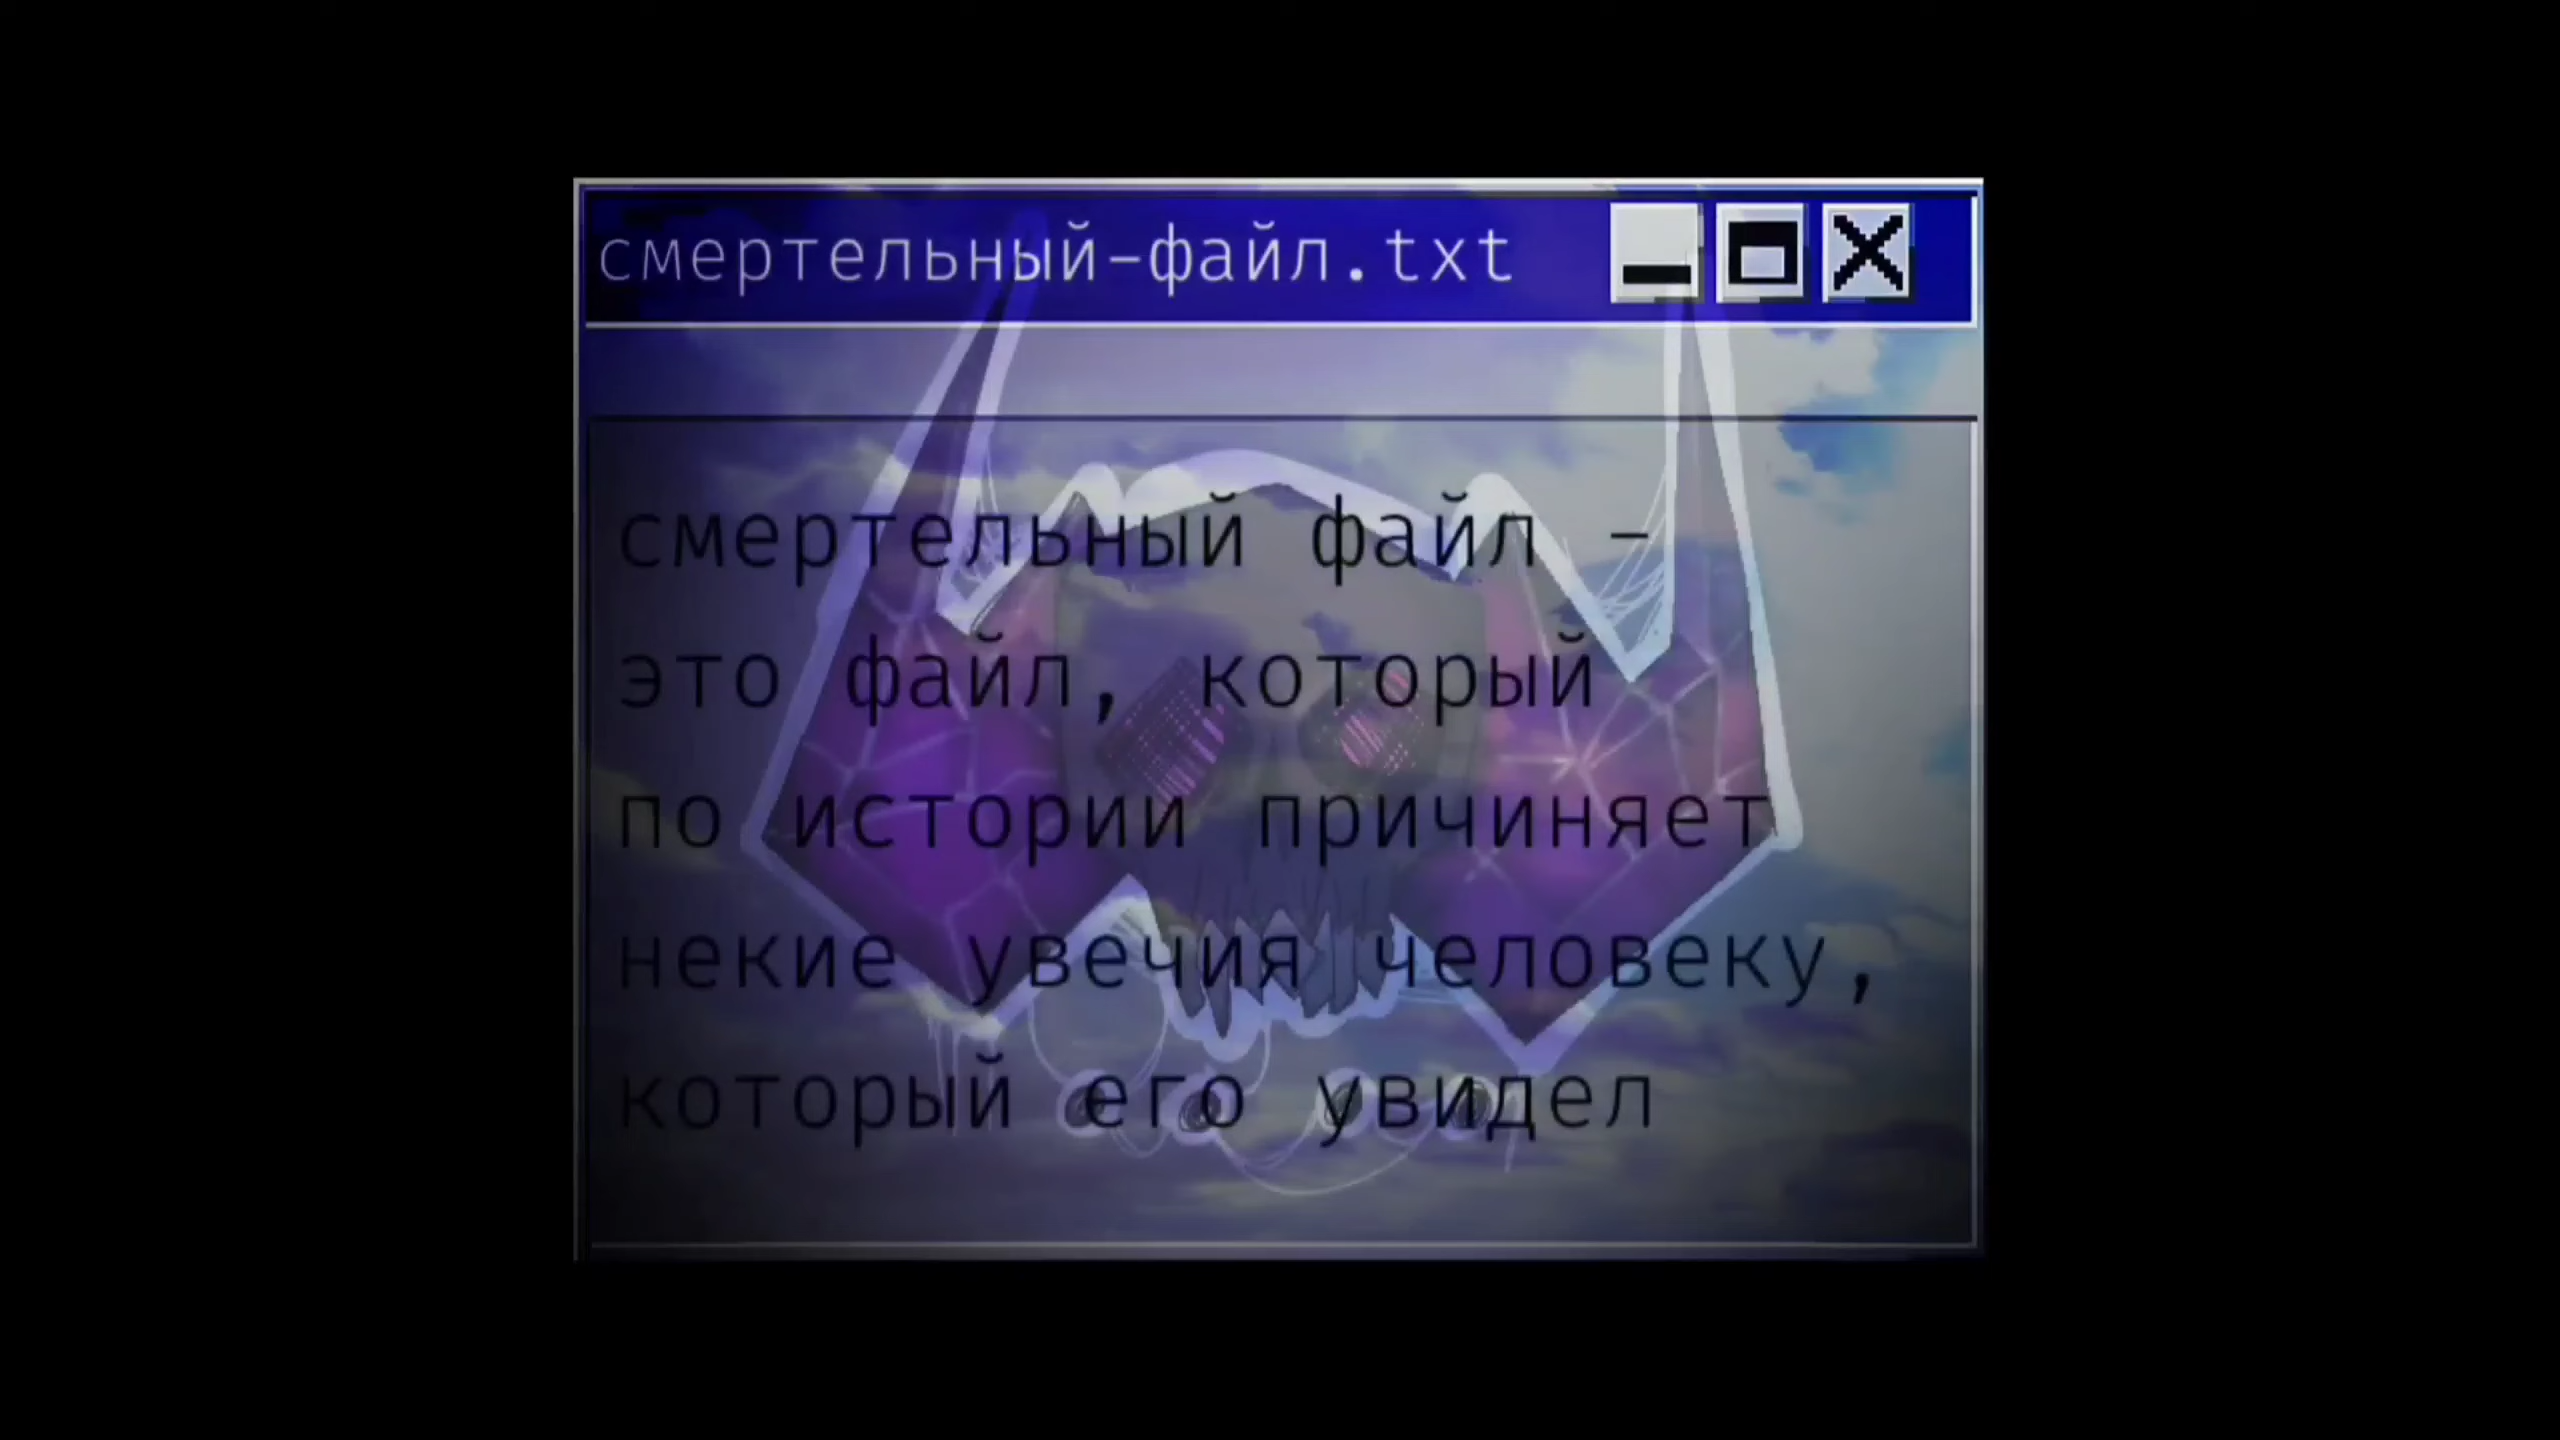 смертельный-файл.txt
смертельный файл –
это файл, который
по истории причиняет
некие увечия человеку,
который его увидел